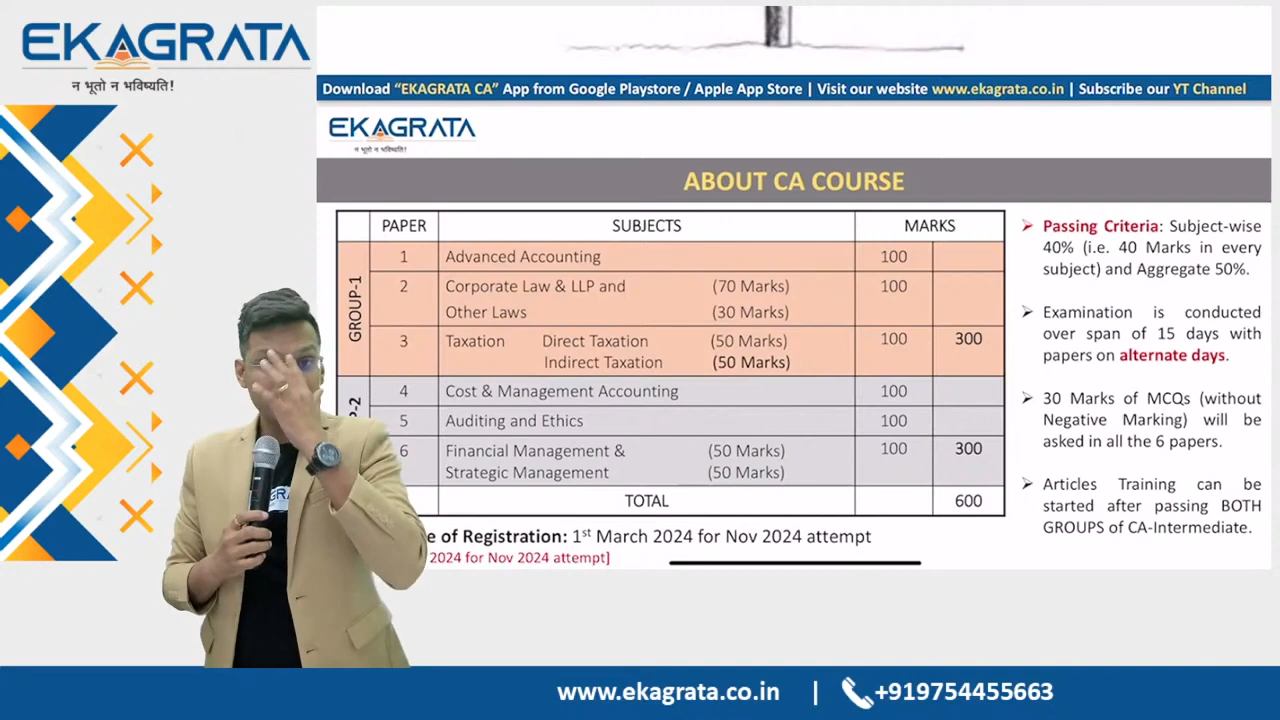 EKAGRATA
न भूतो न भविष्यति!
Download “EKAGRATA CA” App from Google Playstore / Apple App Store | Visit our website www.ekagrata.co.in | Subscribe our YT Channel
EKAGRATA
न भूतो न भविष्यति!
ABOUT CA COURSE
PAPER SUBJECTS MARKS
GROUP-1
1 Advanced Accounting 100
2 Corporate Law & LLP and (70 Marks) 100
Other Laws (30 Marks)
3 Taxation Direct Taxation (50 Marks) 100 300
Indirect Taxation (50 Marks)
P-2
4 Cost & Management Accounting 100
5 Auditing and Ethics 100
6 Financial Management & (50 Marks) 100 300
Strategic Management (50 Marks)
TOTAL 600
e of Registration: 1st March 2024 for Nov 2024 attempt
2024 for Nov 2024 attempt]
Passing Criteria: Subject-wise
40% (i.e. 40 Marks in every
subject) and Aggregate 50%.
Examination is conducted
over span of 15 days with
papers on alternate days.
30 Marks of MCQs (without
Negative Marking) will be
asked in all the 6 papers.
Articles Training can be
started after passing BOTH
GROUPS of CA-Intermediate.
www.ekagrata.co.in | +919754455663